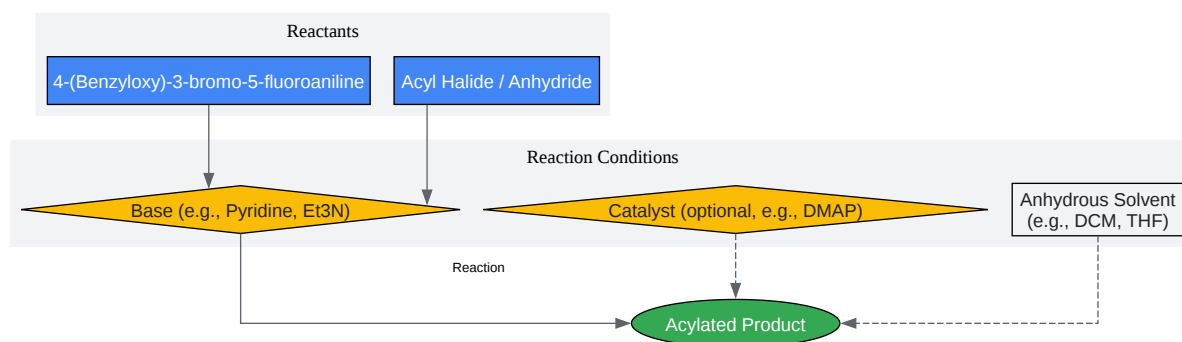 Reactants
4-(Benzyloxy)-3-bromo-5-fluoroaniline
Acyl Halide / Anhydride
Reaction Conditions
Base (e.g., Pyridine, Et3N)
Catalyst (optional, e.g., DMAP)
Anhydrous Solvent
(e.g., DCM, THF)
Reaction
Acylated Product